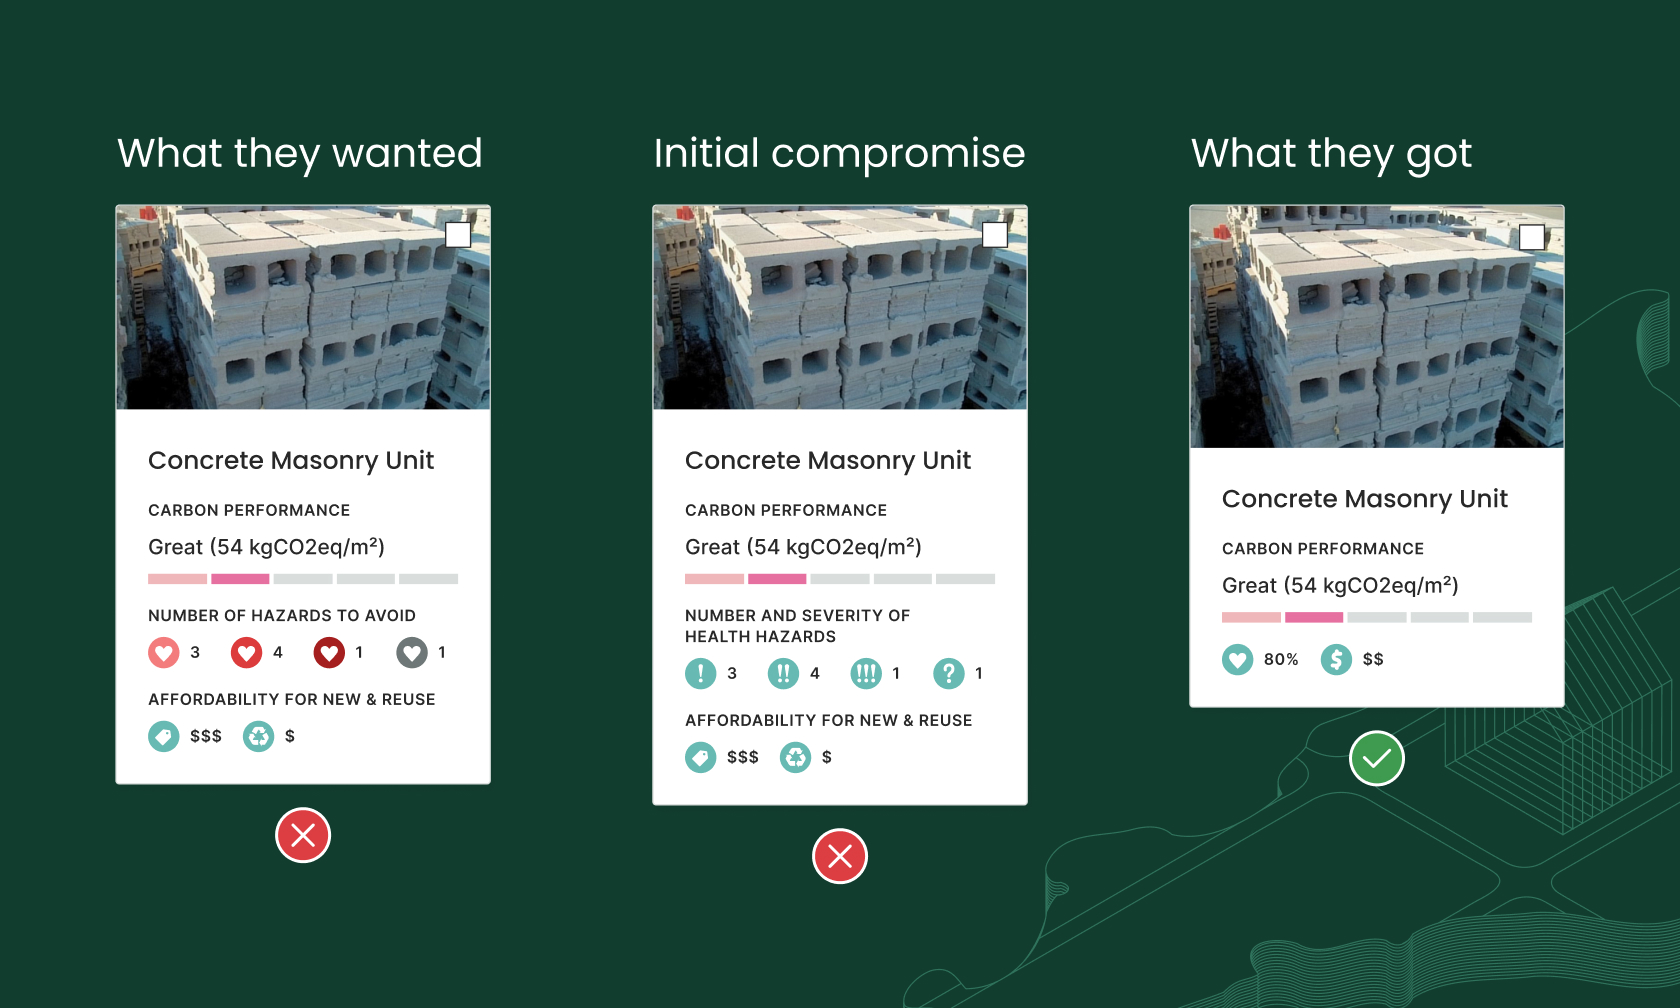 What they wanted
Concrete Masonry Unit
CARBON PERFORMANCE
Great (54 kgCO2eq/m²)
NUMBER OF HAZARDS TO AVOID
3 4 1 1
AFFORDABILITY FOR NEW & REUSE
$$$ $
Initial compromise
Concrete Masonry Unit
CARBON PERFORMANCE
Great (54 kgCO2eq/m²)
NUMBER AND SEVERITY OF
HEALTH HAZARDS
! 3 !! 4 !!! 1 ? 1
AFFORDABILITY FOR NEW & REUSE
$$$ $
What they got
Concrete Masonry Unit
CARBON PERFORMANCE
Great (54 kgCO2eq/m²)
80% $ $$